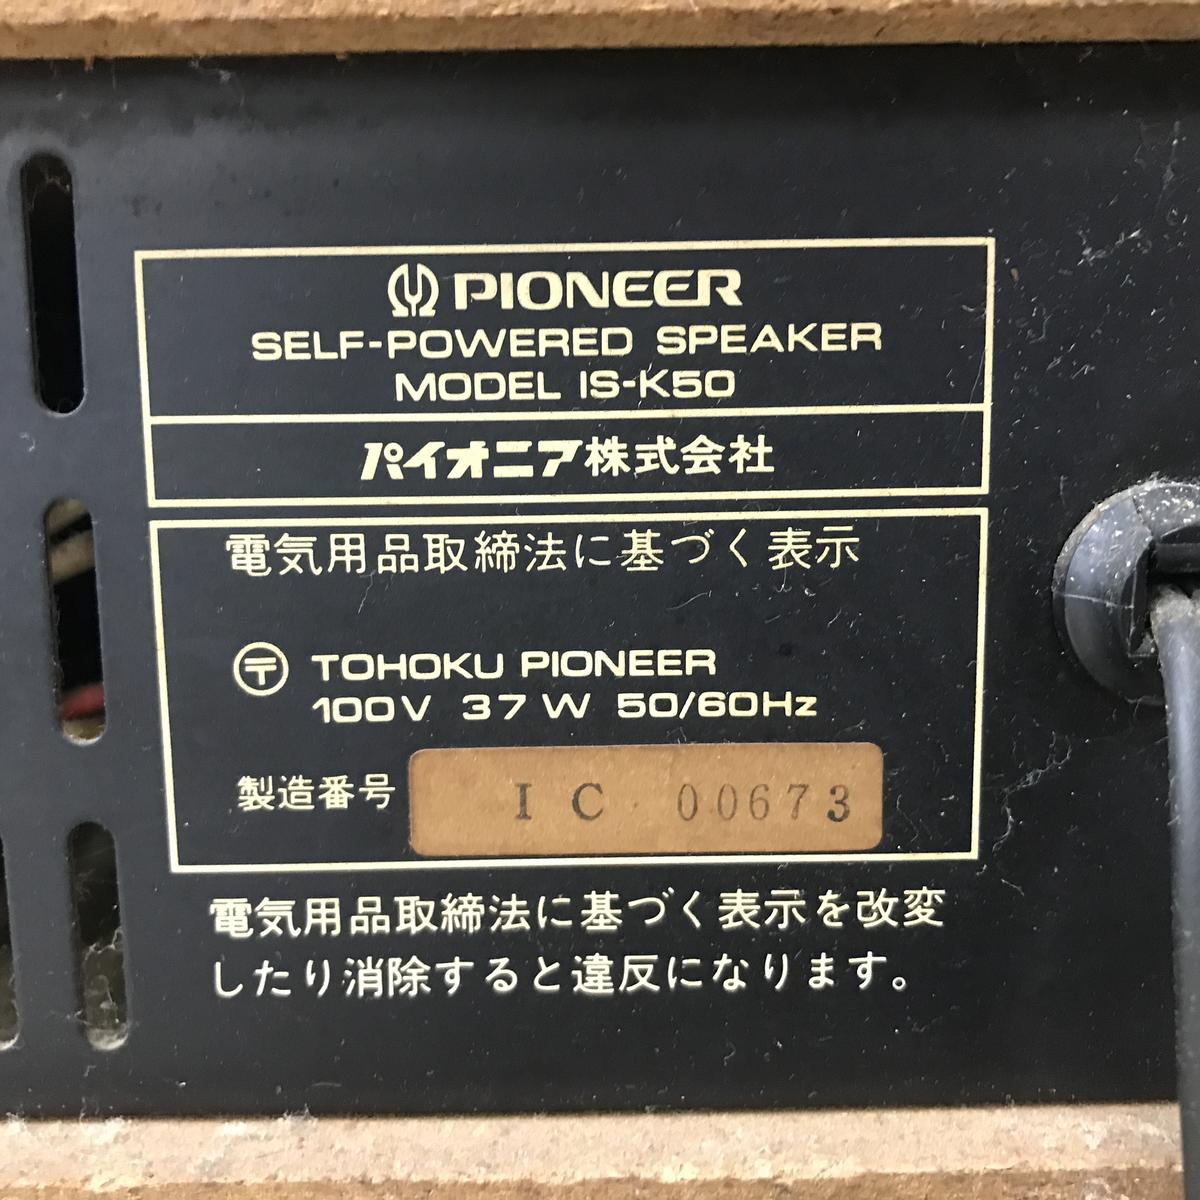 PIONEER
SELF-POWERED SPEAKER
MODEL IS-K50
パイオニア株式会社
電気用品取締法に基づく表示
〶 TOHOKU PIONEER
100V 37W 50/60Hz
製造番号 IC 00673
電気用品取締法に基づく表示を改変
したり消除すると違反になります。